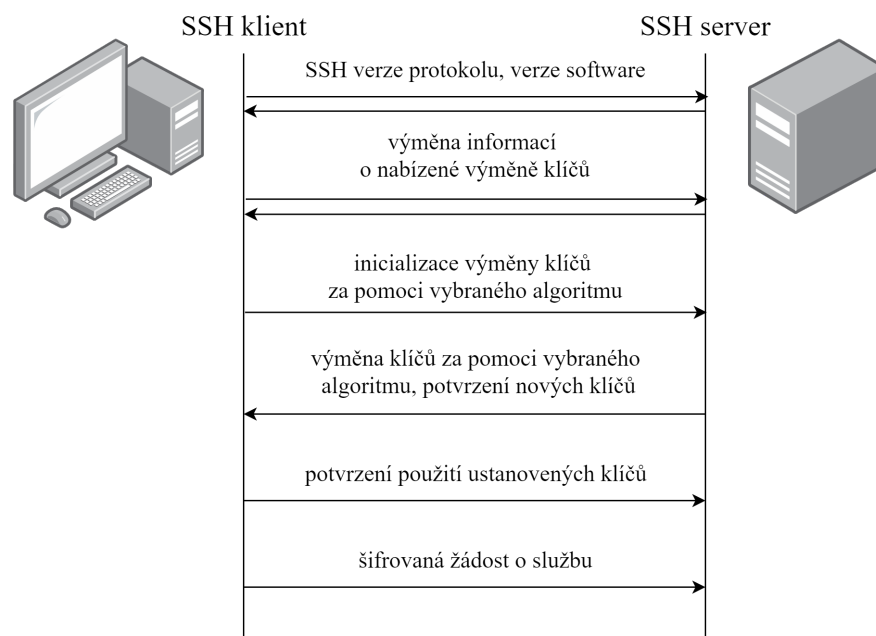 SSH klient
SSH server
SSH verze protokolu, verze software
výměna informací
o nabízené výměně klíčů
inicializace výměny klíčů
za pomoci vybraného algoritmu
výměna klíčů za pomoci vybraného
algoritmu, potvrzení nových klíčů
potvrzení použití ustanovených klíčů
šifrovaná žádost o službu